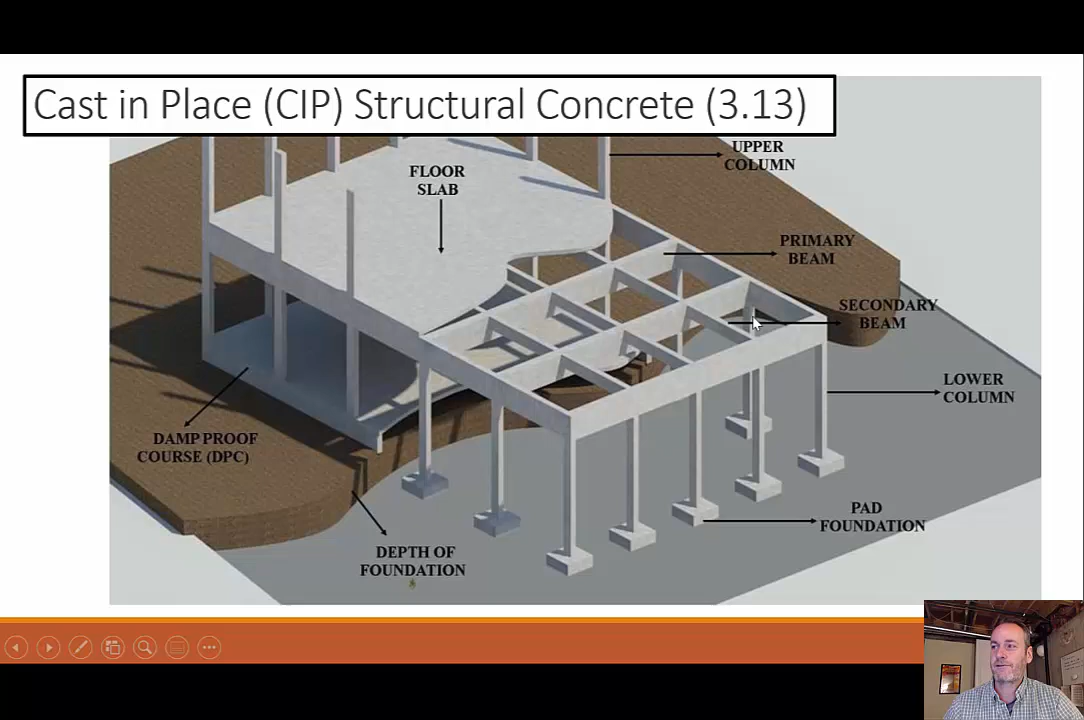 Cast in Place (CIP) Structural Concrete (3.13)
UPPER
COLUMN
FLOOR
SLAB
PRIMARY
BEAM
SECONDARY
BEAM
LOWER
COLUMN
DAMP PROOF
COURSE (DPC)
PAD
FOUNDATION
DEPTH OF
FOUNDATION